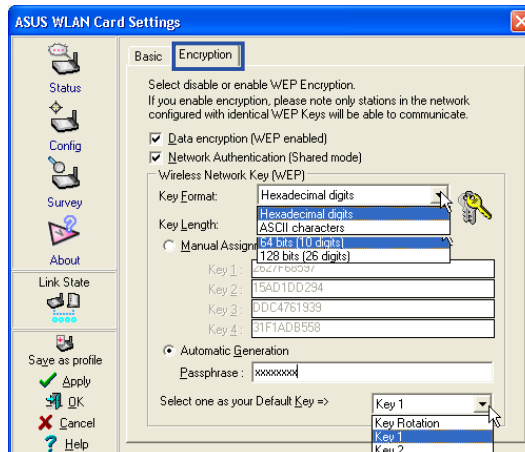 ASUS WLAN Card Settings
Status
Config
Survey
About
Link State
Save as profile
Apply
OK
Cancel
Help
Basic
Encryption
Select disable or enable WEP Encryption.
If you enable encryption, please note only stations in the network
configured with identical WEP Keys will be able to communicate.
Data encryption (WEP enabled)
Network Authentication (Shared mode)
Wireless Network Key (WEP)
Key Format: Hexadecimal digits
Hexadecimal digits
ASCII characters
Key Length:
64 bits (10 digits)
128 bits (26 digits)
Manual Assign
Key 1 : 2627F68597
Key 2 : 15AD1DD294
Key 3 : DDC4761939
Key 4 : 31F1ADB558
Automatic Generation
Passphrase : xxxxxxxx
Select one as your Default Key => Key 1
Key Rotation
Key 1
Key 2